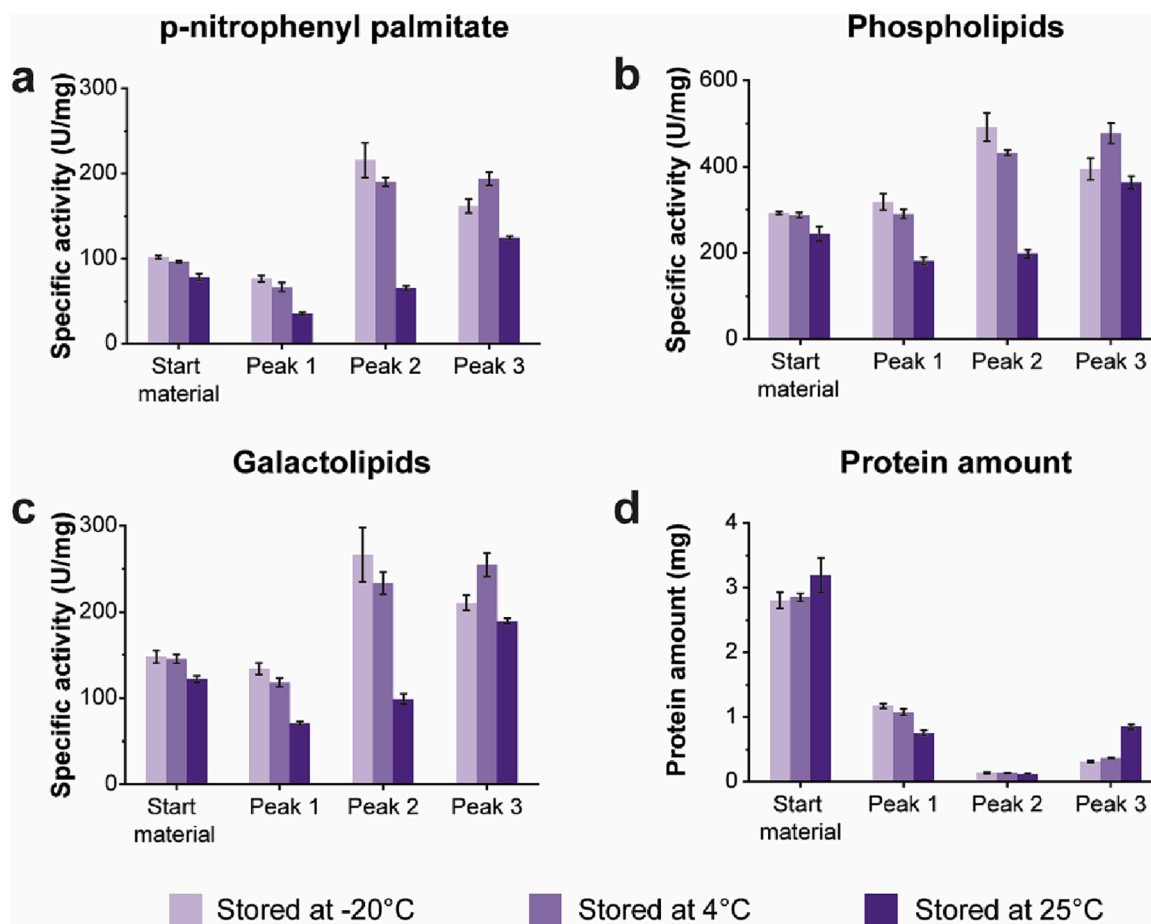 p-nitrophenyl palmitate
a
Specific activity (U/mg)
300
200
100
0
Start material
Peak 1
Peak 2
Peak 3
Phospholipids
b
Specific activity (U/mg)
600
400
200
0
Start material
Peak 1
Peak 2
Peak 3
Galactolipids
c
Specific activity (U/mg)
300
200
100
0
Start material
Peak 1
Peak 2
Peak 3
Protein amount
d
Protein amount (mg)
4
3
2
1
0
Start material
Peak 1
Peak 2
Peak 3
Stored at -20°C
Stored at 4°C
Stored at 25°C